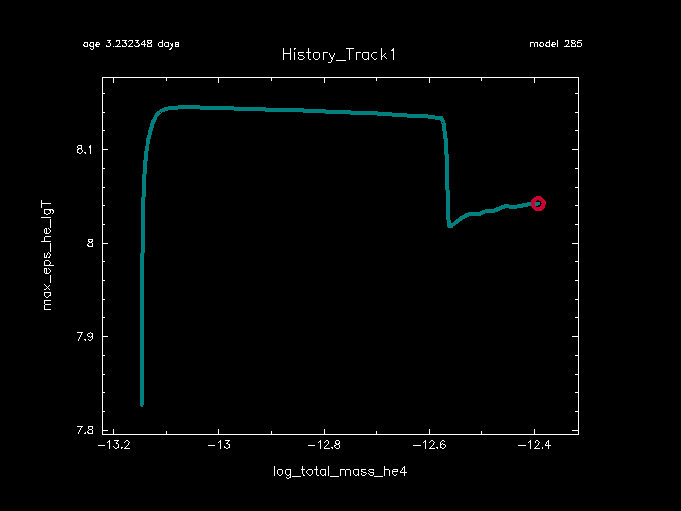 age 3.232348 days
model 285
History_Track1
max_eps_he_lgT
8.1
8
7.9
7.8
−13.2
−13
−12.8
−12.6
−12.4
log_total_mass_he4